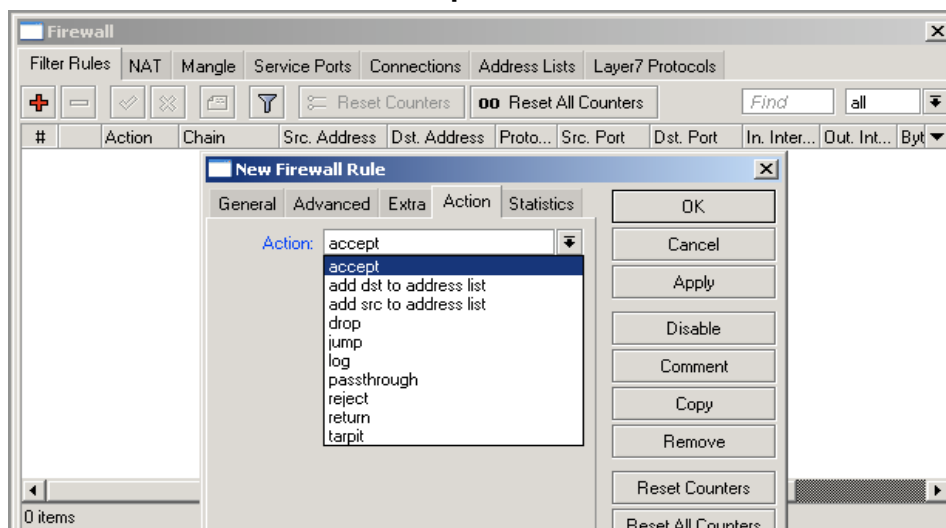 Firewall
Filter Rules NAT Mangle Service Ports Connections Address Lists Layer7 Protocols
Reset Counters 00 Reset All Counters Find all
# Action Chain Src. Address Dst. Address Proto... Src. Port Dst. Port In. Inter... Out. Int... Byt
New Firewall Rule
General Advanced Extra Action Statistics
Action: accept
accept
add dst to address list
add src to address list
drop
jump
log
passthrough
reject
return
tarpit
OK
Cancel
Apply
Disable
Comment
Copy
Remove
Reset Counters
Reset All Counters
0 items